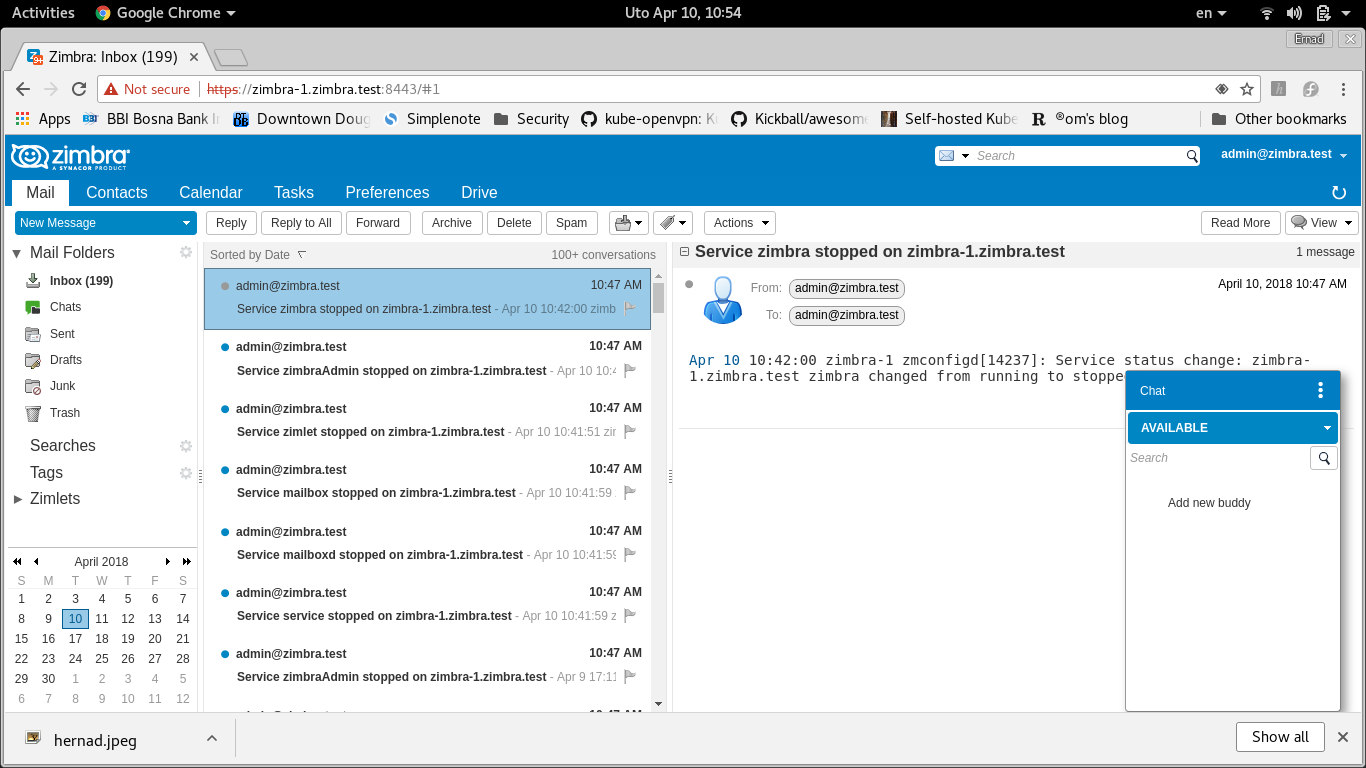 Activities Google Chrome Uto Apr 10, 10:54 en
Ernad
Zimbra: Inbox (199)
Not secure https://zimbra-1.zimbra.test:8443/#1
Apps BBI Bosna Bank In Downtown Doug Simplenote Security kube-openvpn: Ku Kickball/awesome Self-hosted Kube ®om's blog Other bookmarks
zimbra
A SYNACOR PRODUCT
Search
admin@zimbra.test
Mail Contacts Calendar Tasks Preferences Drive
New Message Reply Reply to All Forward Archive Delete Spam Actions Read More View
Mail Folders
Inbox (199)
Chats
Sent
Drafts
Junk
Trash
Searches
Tags
Zimlets
April 2018
S M T W T F S
1 2 3 4 5 6 7
8 9 10 11 12 13 14
15 16 17 18 19 20 21
22 23 24 25 26 27 28
29 30 1 2 3 4 5
6 7 8 9 10 11 12
Sorted by Date 100+ conversations
admin@zimbra.test 10:47 AM
Service zimbra stopped on zimbra-1.zimbra.test - Apr 10 10:42:00 zimb
admin@zimbra.test 10:47 AM
Service zimbraAdmin stopped on zimbra-1.zimbra.test - Apr 10 10:4
admin@zimbra.test 10:47 AM
Service zimlet stopped on zimbra-1.zimbra.test - Apr 10 10:41:51 zir
admin@zimbra.test 10:47 AM
Service mailbox stopped on zimbra-1.zimbra.test - Apr 10 10:41:59
admin@zimbra.test 10:47 AM
Service mailboxd stopped on zimbra-1.zimbra.test - Apr 10 10:41:59
admin@zimbra.test 10:47 AM
Service service stopped on zimbra-1.zimbra.test - Apr 10 10:41:59 z
admin@zimbra.test 10:47 AM
Service zimbraAdmin stopped on zimbra-1.zimbra.test - Apr 9 17:11
Service zimbra stopped on zimbra-1.zimbra.test 1 message
From: admin@zimbra.test April 10, 2018 10:47 AM
To: admin@zimbra.test
Apr 10 10:42:00 zimbra-1 zmconfigd[14237]: Service status change: zimbra-
1.zimbra.test zimbra changed from running to stoppe
Chat
AVAILABLE
Search
Add new buddy
hernad.jpeg Show all